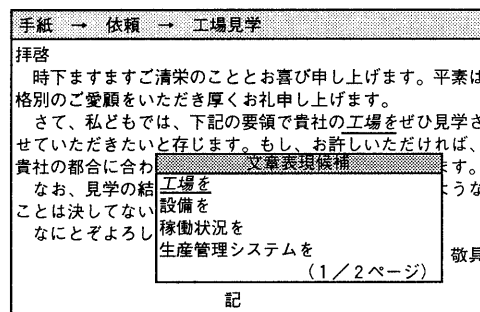 手紙 → 依頼 → 工場見学
拝啓
時下ますますご清栄のこととお喜び申し上げます。平素は
格別のご愛顧をいただき厚くお礼申し上げます。
さて、私どもでは、下記の要領で貴社の工場をぜひ見学さ
せていただきたいと存じます。もし、お許しいただければ、
貴社の都合に合わ ます。
なお、見学の結 ような
ことは決してない
なにとぞよろし
文章表現候補
工場を
設備を
稼働状況を
生産管理システムを
(1/2ページ)
敬具
記